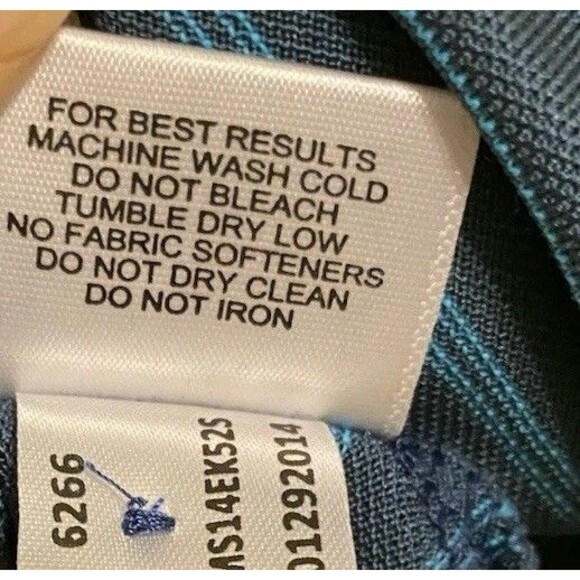 FOR BEST RESULTS
MACHINE WASH COLD
DO NOT BLEACH
TUMBLE DRY LOW
NO FABRIC SOFTENERS
DO NOT DRY CLEAN
DO NOT IRON
6266
MS14EK52S
01292014